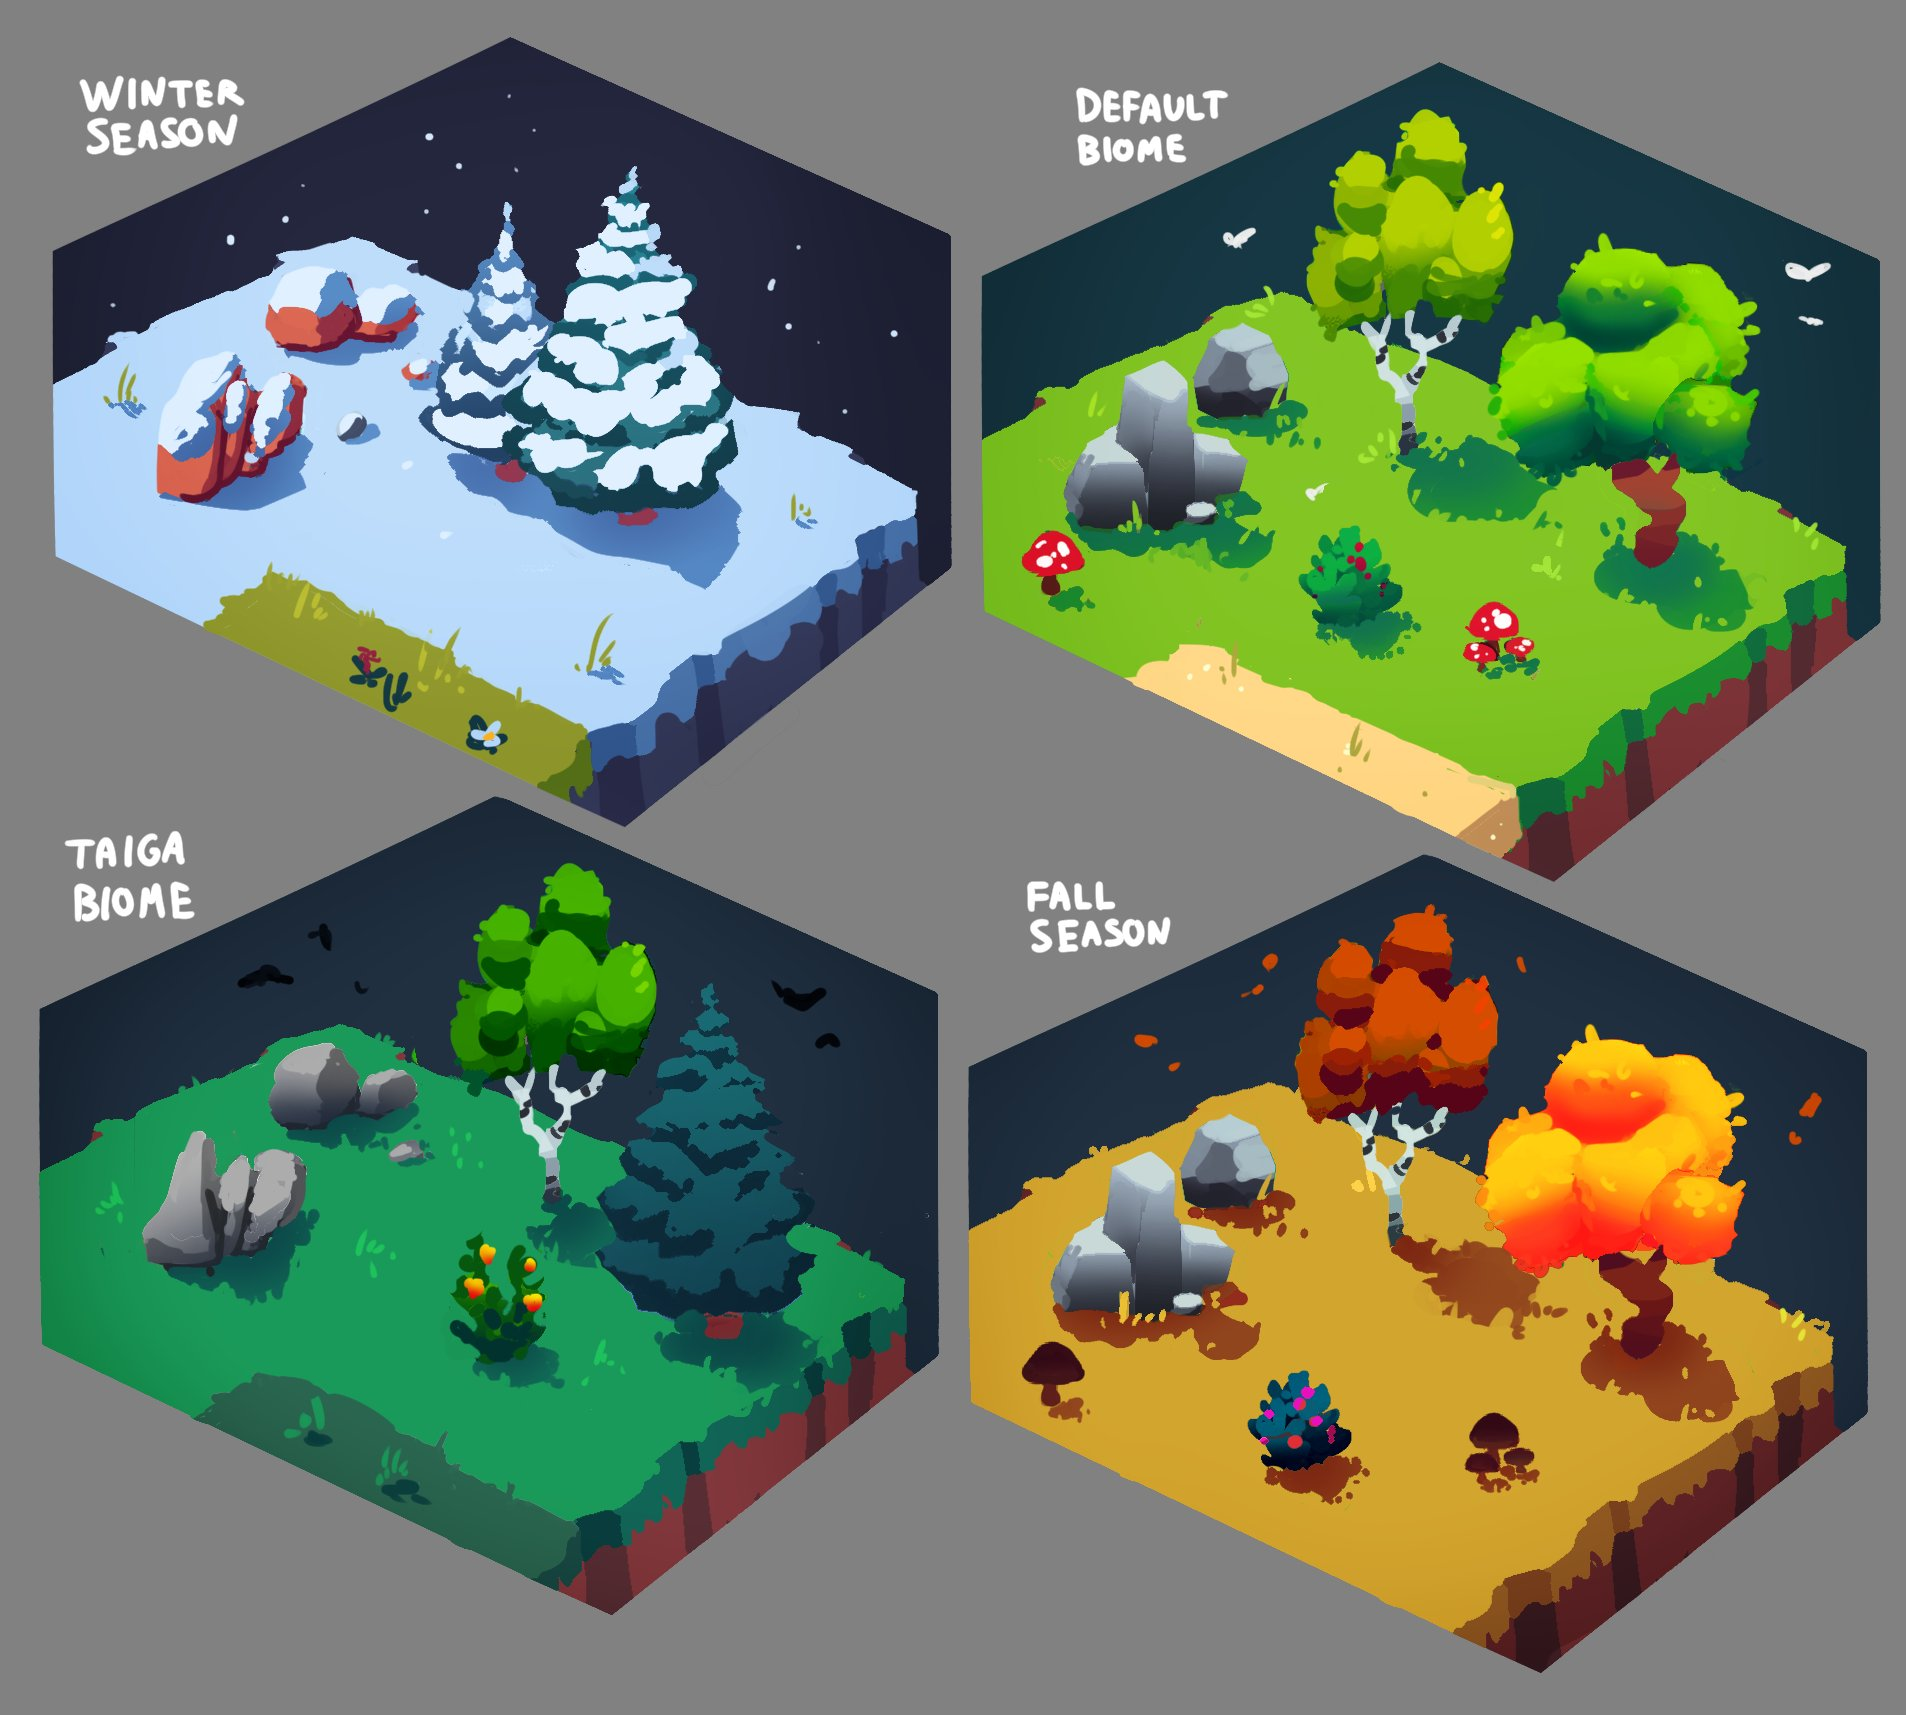 WINTER
SEASON
DEFAULT
BIOME
TAIGA
BIOME
FALL
SEASON